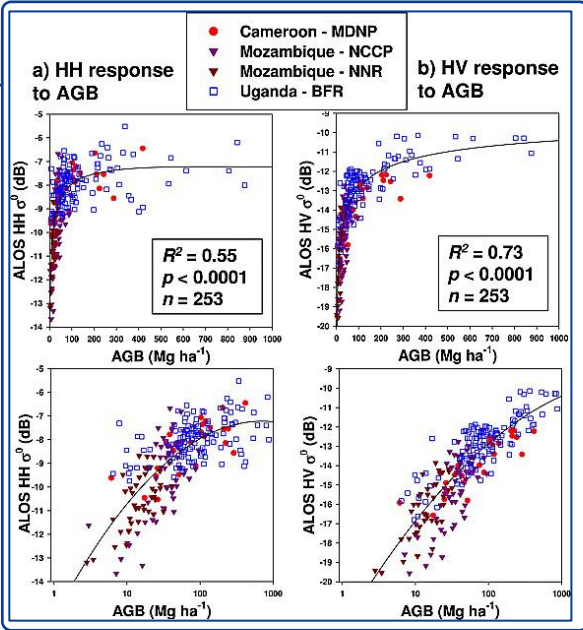 Cameroon - MDNP
Mozambique - NCCP
Mozambique - NNR
Uganda - BFR
a) HH response
to AGB
b) HV response
to AGB
-5
-6
-7
-8
-9
-10
-11
-12
-13
-14
ALOS HH σ⁰ (dB)
R² = 0.55
p < 0.0001
n = 253
0 100 200 300 400 500 600 700 800 900 1000
AGB (Mg ha⁻¹)
-9
-10
-11
-12
-13
-14
-15
-16
-17
-18
-19
-20
ALOS HV σ⁰ (dB)
R² = 0.73
p < 0.0001
n = 253
0 100 200 300 400 500 600 700 800 900 1000
AGB (Mg ha⁻¹)
-5
-6
-7
-8
-9
-10
-11
-12
-13
-14
ALOS HH σ⁰ (dB)
1 10 100 1000
AGB (Mg ha⁻¹)
-9
-10
-11
-12
-13
-14
-15
-16
-17
-18
-19
-20
ALOS HV σ⁰ (dB)
1 10 100 1000
AGB (Mg ha⁻¹)